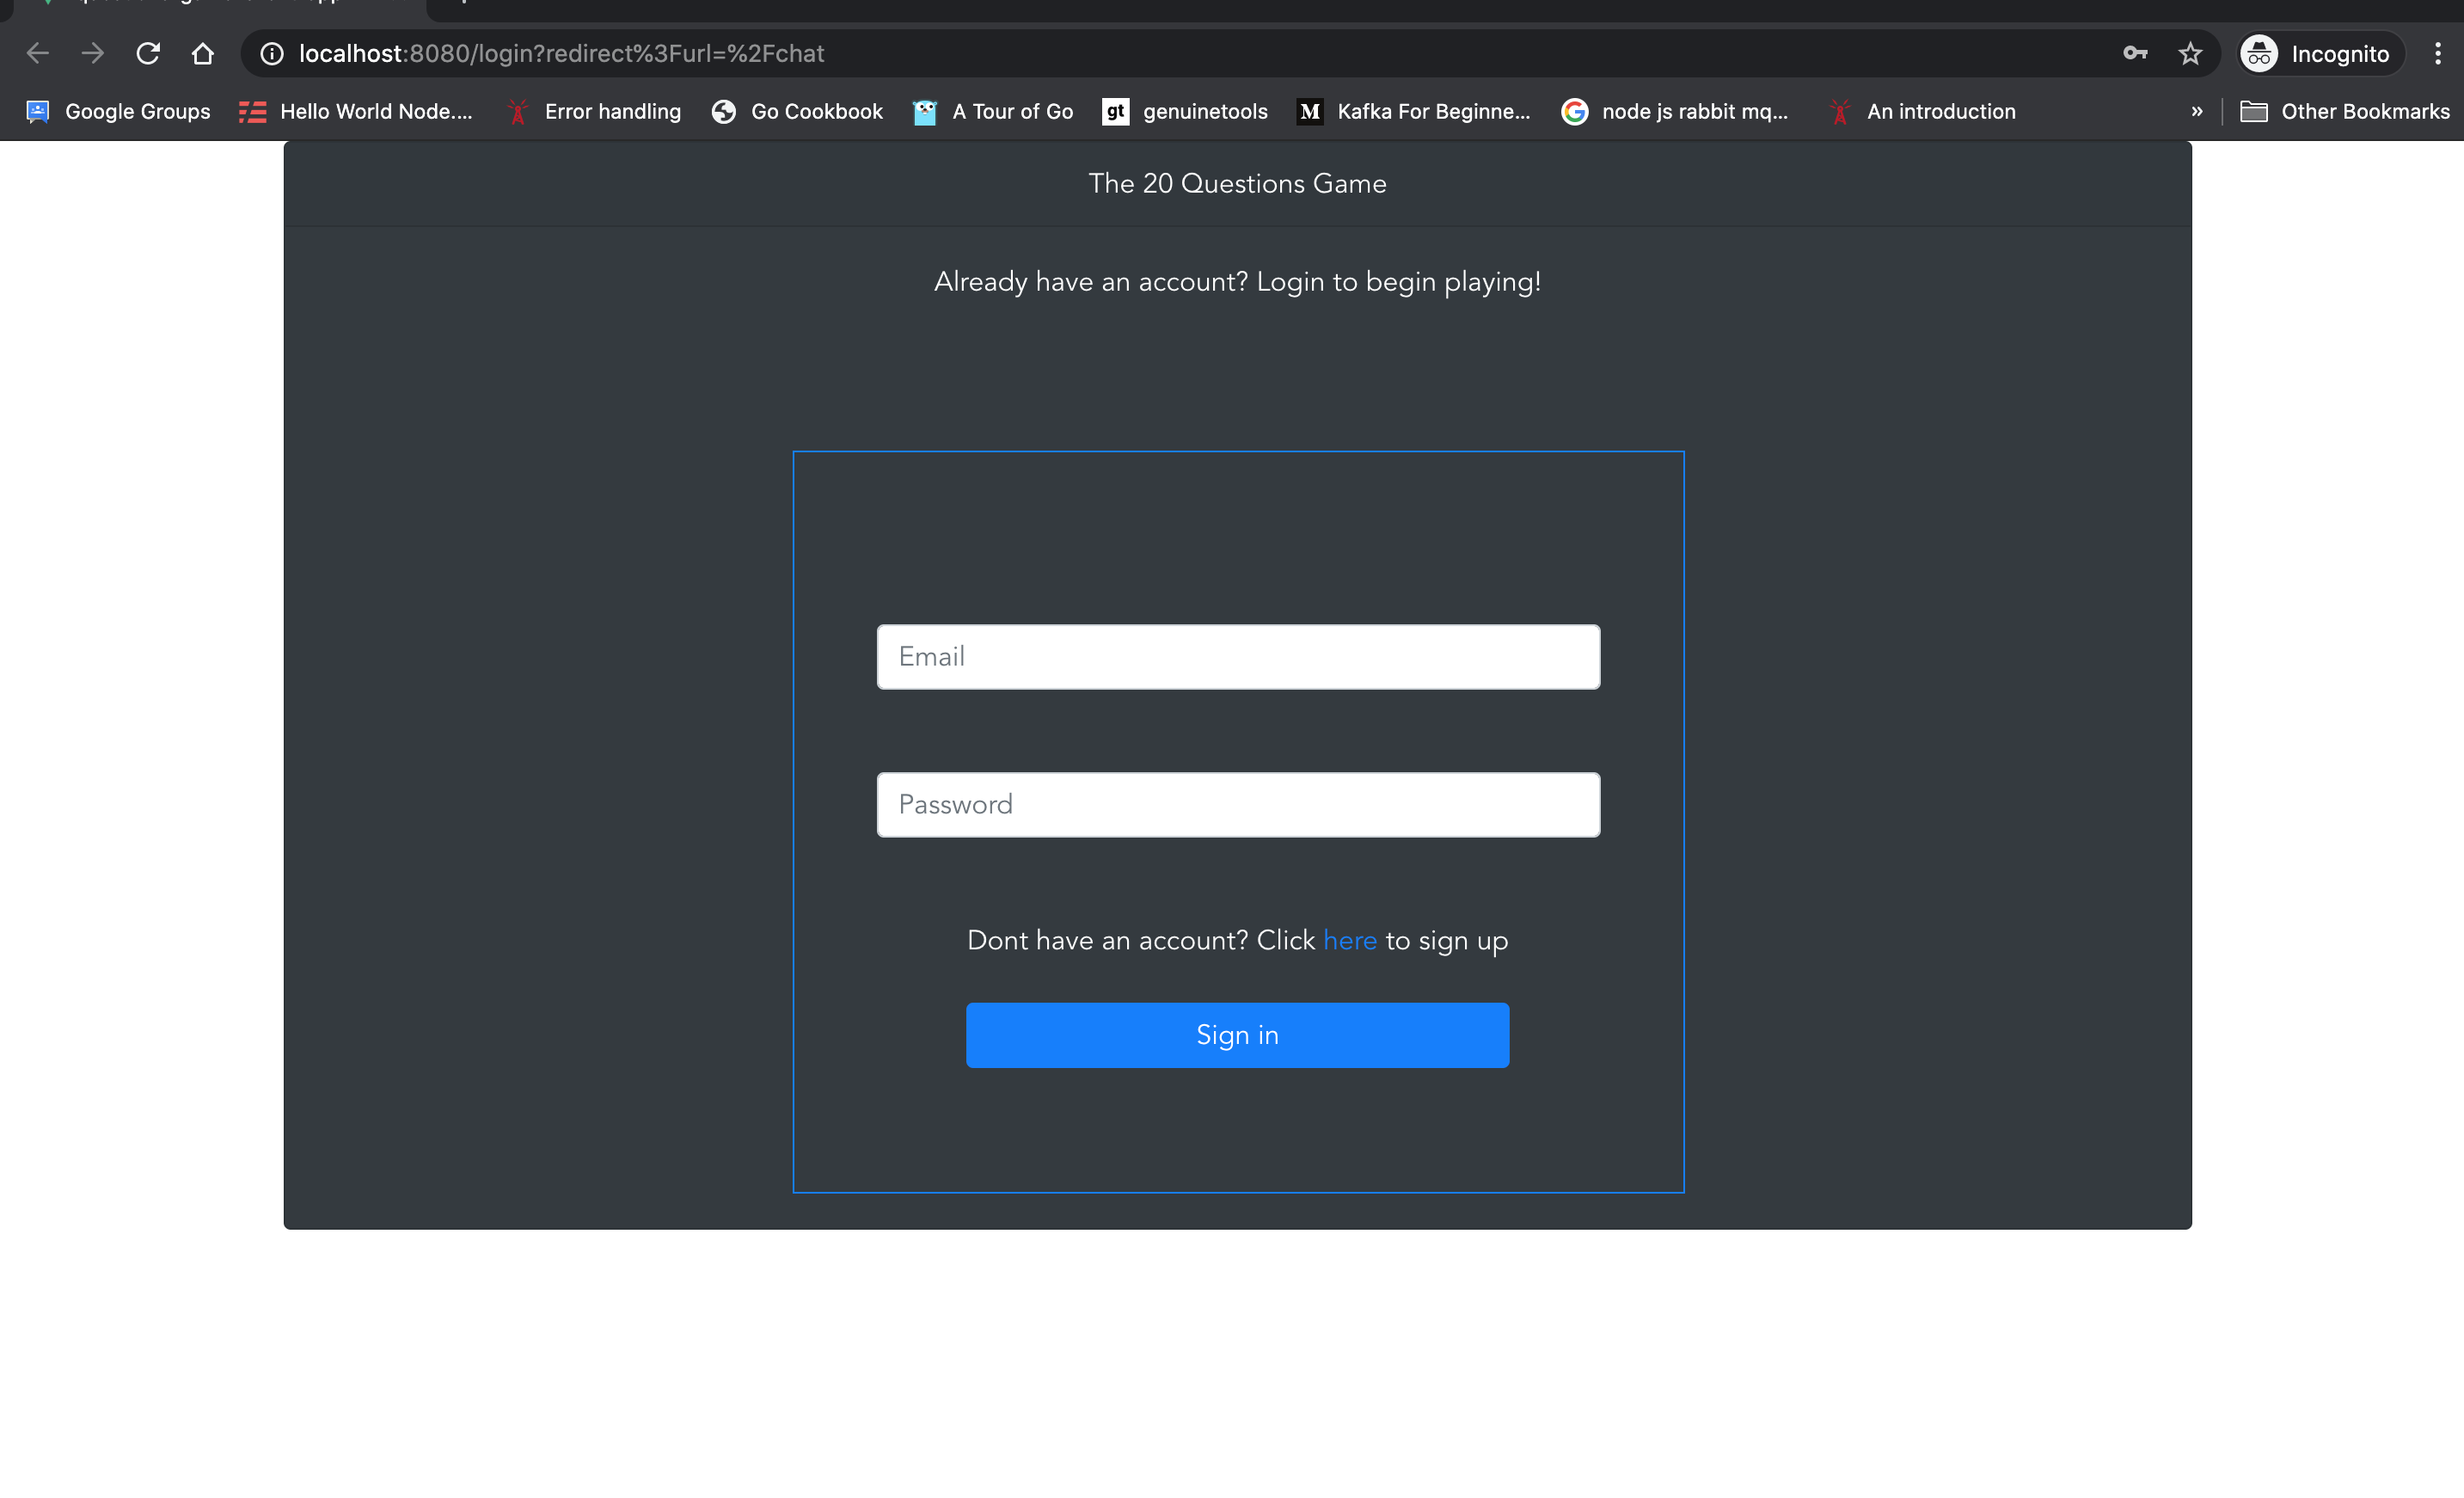 localhost:8080/login?redirect%3Furl=%2Fchat
Incognito
Google Groups
Hello World Node....
Error handling
Go Cookbook
A Tour of Go
gt genuinetools
M Kafka For Beginne...
G node js rabbit mq...
An introduction
»
Other Bookmarks
The 20 Questions Game
Already have an account? Login to begin playing!
Email
Password
Dont have an account? Click here to sign up
Sign in